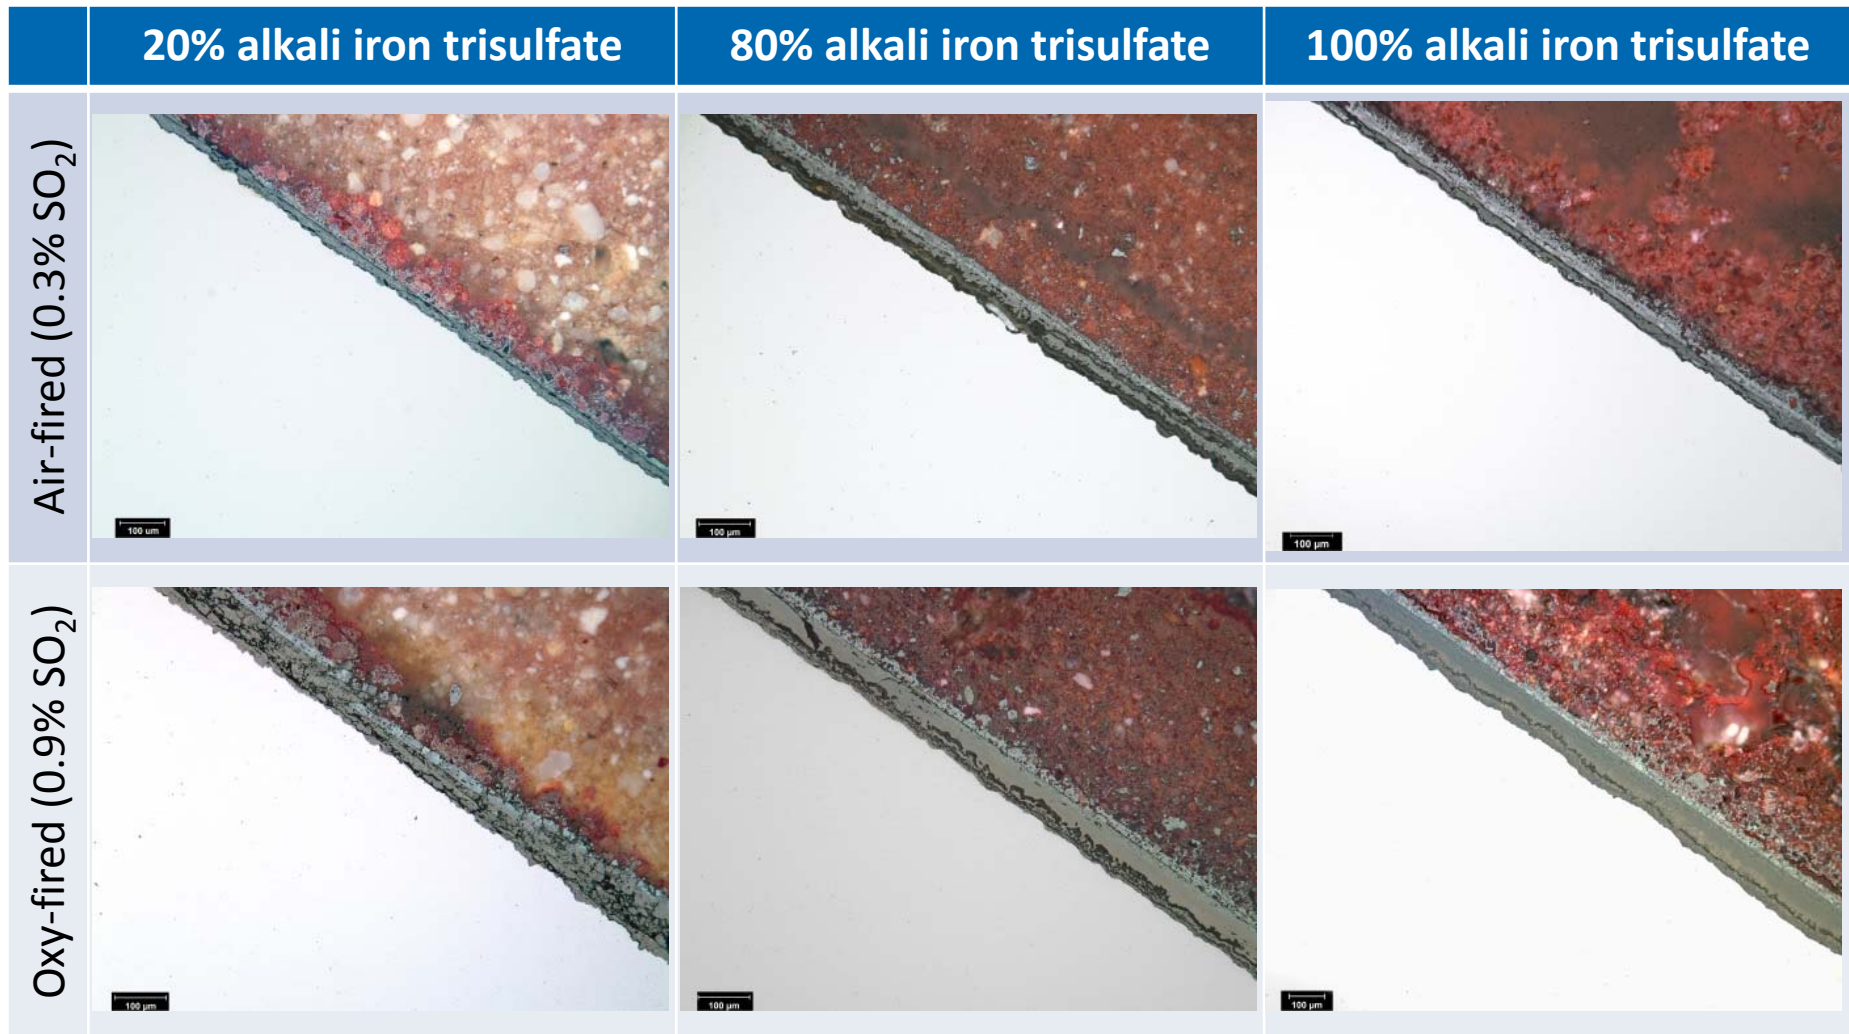 20% alkali iron trisulfate
80% alkali iron trisulfate
100% alkali iron trisulfate
Air-fired (0.3% SO₂)
100 um
100 µm
100 µm
Oxy-fired (0.9% SO₂)
100 µm
100 µm
100 µm